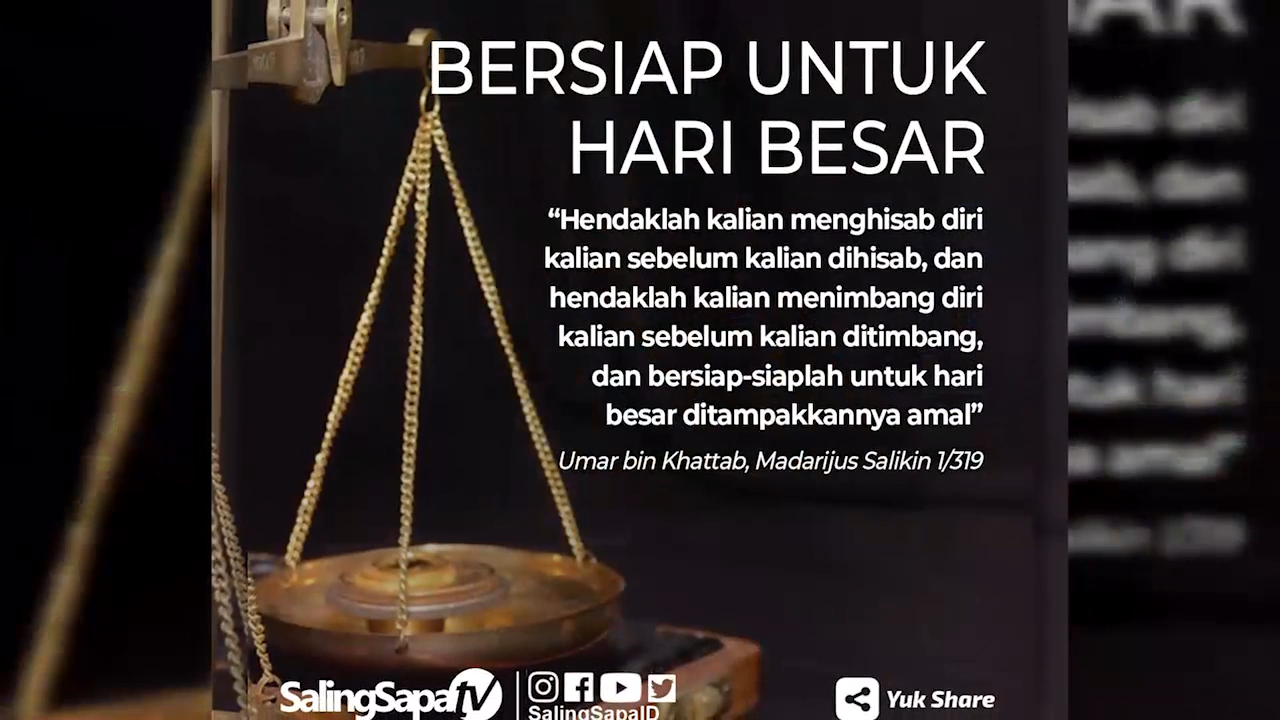 BERSIAP UNTUK
HARI BESAR
“Hendaklah kalian menghisab diri
kalian sebelum kalian dihisab, dan
hendaklah kalian menimbang diri
kalian sebelum kalian ditimbang,
dan bersiap-siaplah untuk hari
besar ditampakkannya amal”
Umar bin Khattab, Madarijus Salikin 1/319
SalingSapa tv
SalingSapaID
Yuk Share